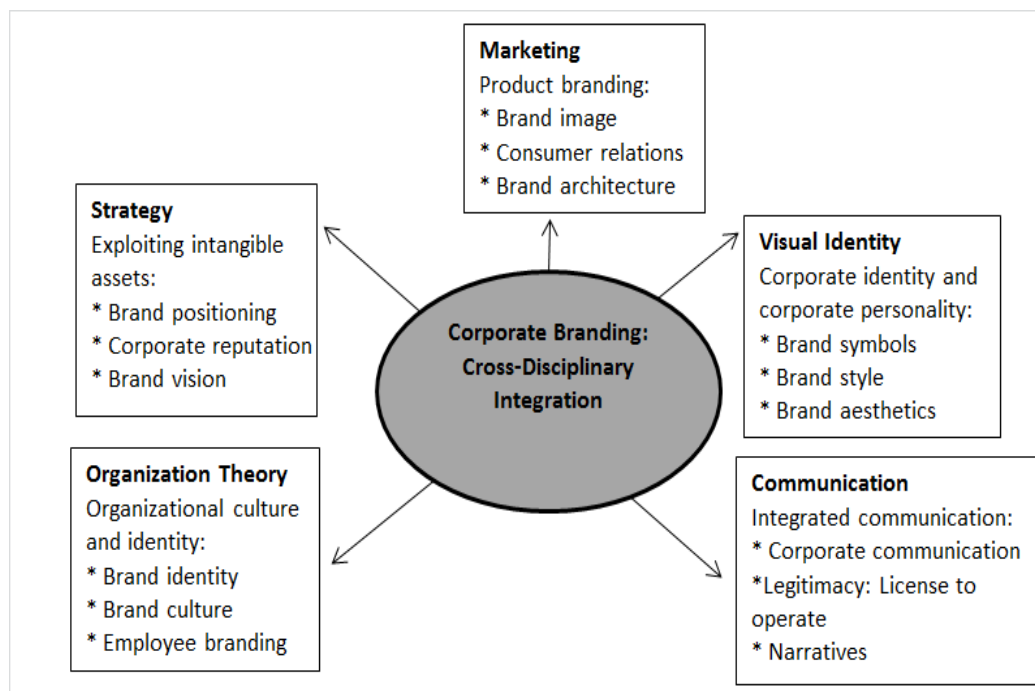 Marketing
Product branding:
* Brand image
* Consumer relations
* Brand architecture
Strategy
Exploiting intangible
assets:
* Brand positioning
* Corporate reputation
* Brand vision
Visual Identity
Corporate identity and
corporate personality:
* Brand symbols
* Brand style
* Brand aesthetics
Corporate Branding:
Cross-Disciplinary
Integration
Organization Theory
Organizational culture
and identity:
* Brand identity
* Brand culture
* Employee branding
Communication
Integrated communication:
* Corporate communication
*Legitimacy: License to
operate
* Narratives